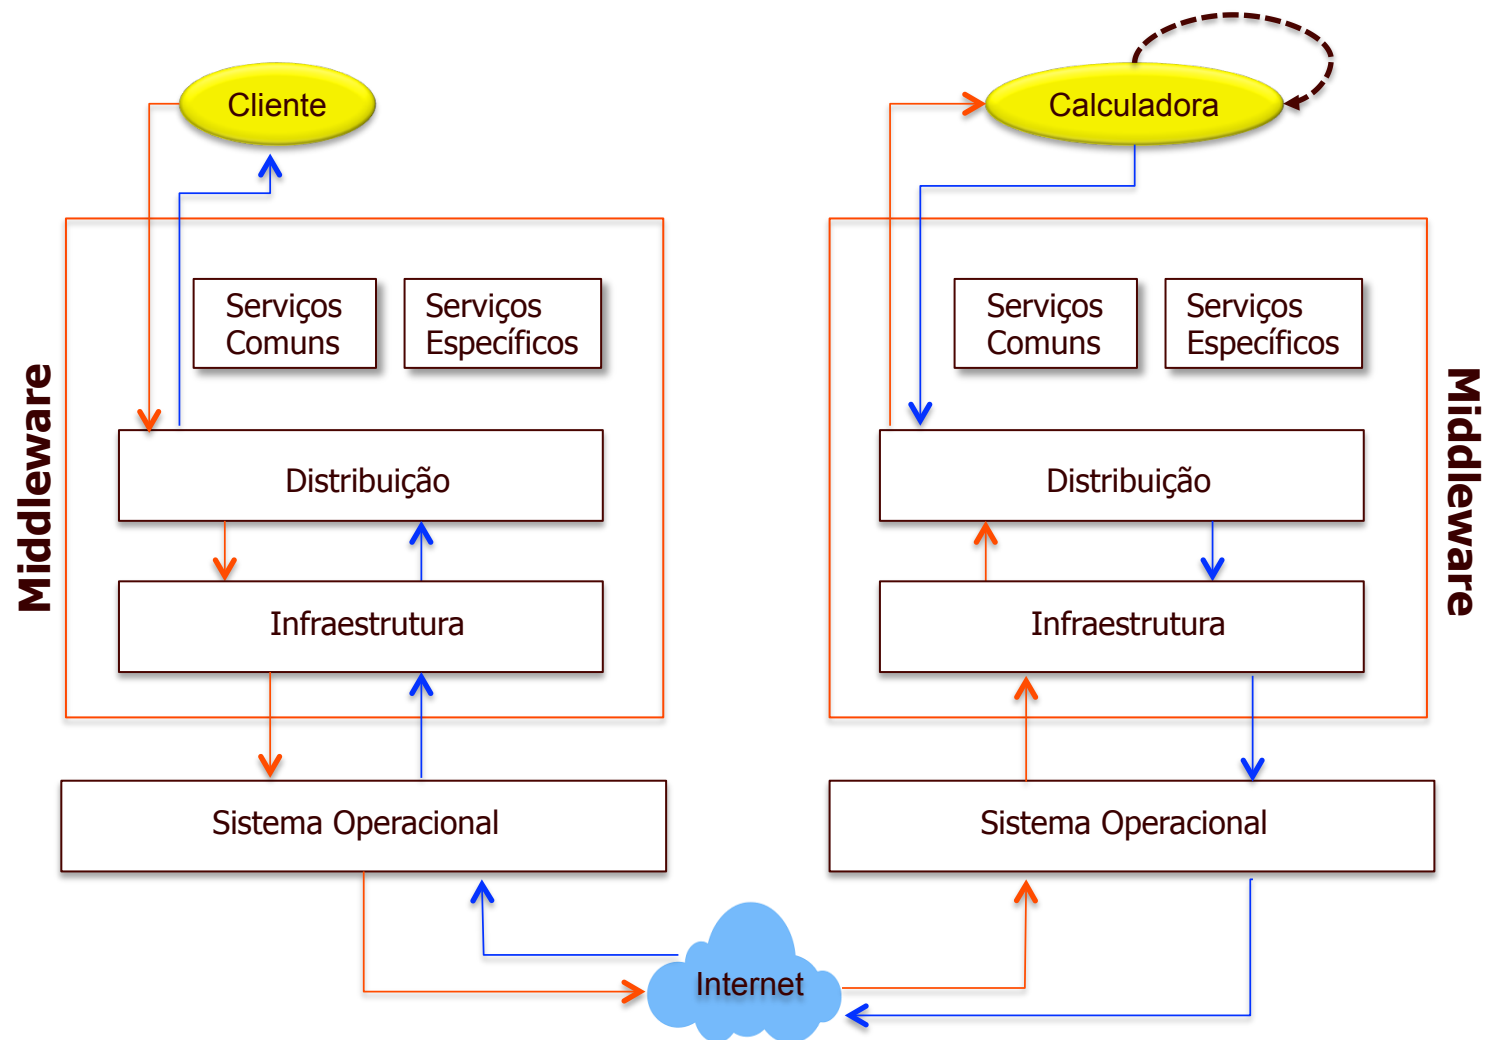 Cliente
Calculadora
Middleware
Serviços
Comuns
Serviços
Específicos
Distribuição
Infraestrutura
Sistema Operacional
Serviços
Comuns
Serviços
Específicos
Distribuição
Infraestrutura
Sistema Operacional
Middleware
Internet